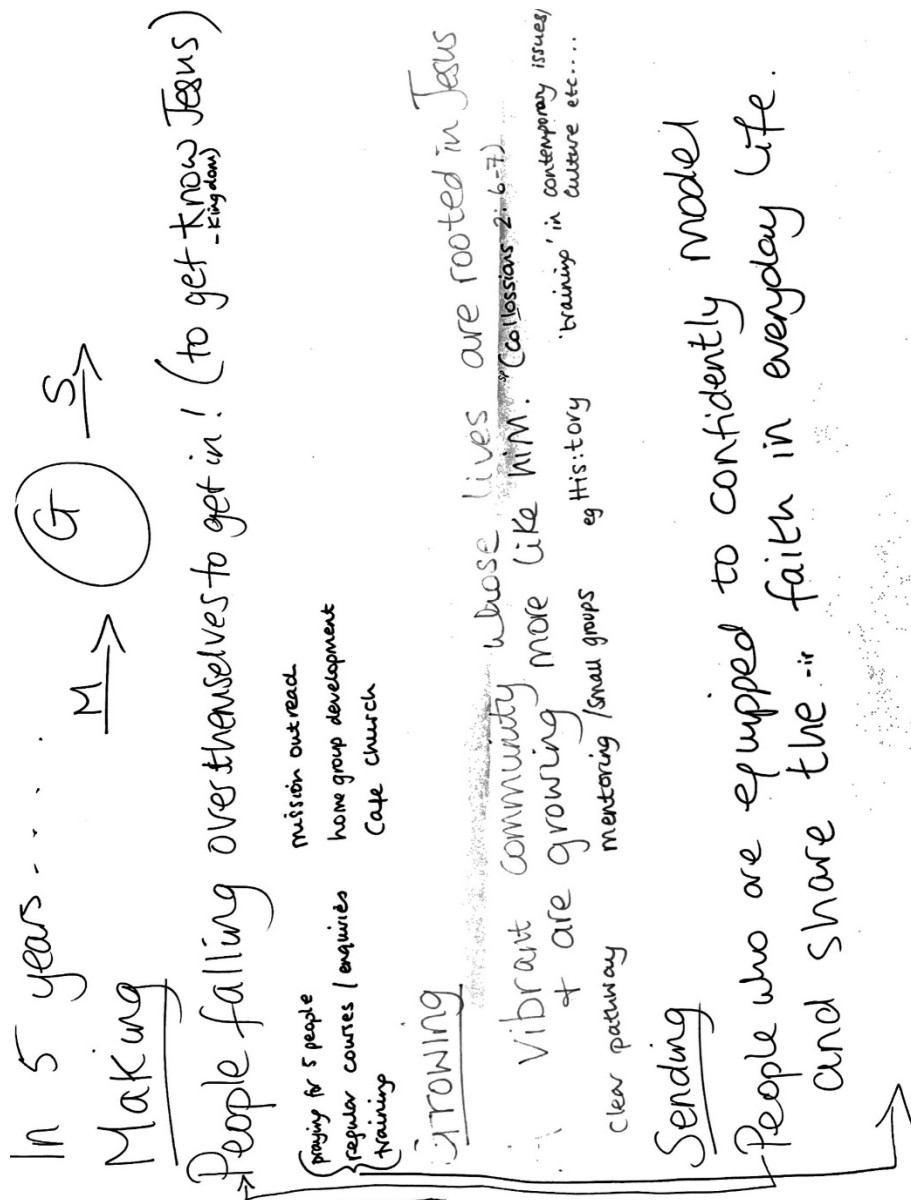 In 5 years.....
M G S
Making
People falling over themselves to get in! (to get know Jesus)
-Kingdom)
praying for 5 people mission outreach
regular courses / enquiries home group development
training Cafe church
Growing
Vibrant community whose lives are rooted in Jesus
+ are growing more like him. *(Collossians 2:6-7)
clear pathway mentoring / small groups eg His:tory 'training' in contemporary issues/
culture etc....
Sending
People who are equipped to confidently model
and share their faith in everyday life.